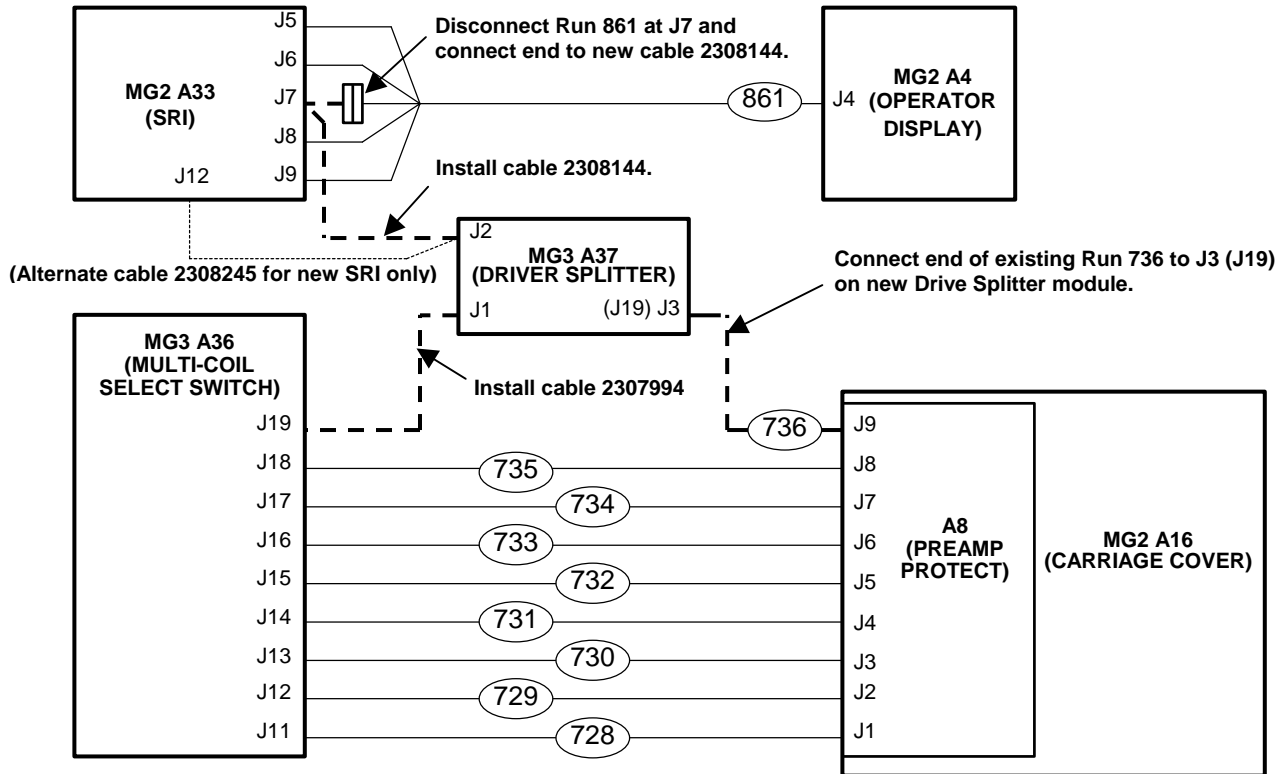 J5
Disconnect Run 861 at J7 and
connect end to new cable 2308144.
J6
MG2 A33
(SRI)
J7
J8
J9
J12
861
J4
MG2 A4
(OPERATOR
DISPLAY)
Install cable 2308144.
J2
MG3 A37
(DRIVER SPLITTER)
J1
(J19) J3
(Alternate cable 2308245 for new SRI only)
Connect end of existing Run 736 to J3 (J19)
on new Drive Splitter module.
MG3 A36
(MULTI-COIL
SELECT SWITCH)
Install cable 2307994
J19
736
J9
J18
735
J8
J17
734
J7
J16
733
J6
J15
732
J5
J14
731
J4
J13
730
J3
J12
729
J2
J11
728
J1
A8
(PREAMP
PROTECT)
MG2 A16
(CARRIAGE COVER)